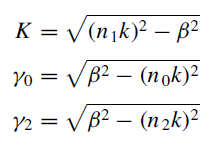 K = √(n₁k)² − β²
γ₀ = √β² − (n₀k)²
γ₂ = √β² − (n₂k)²